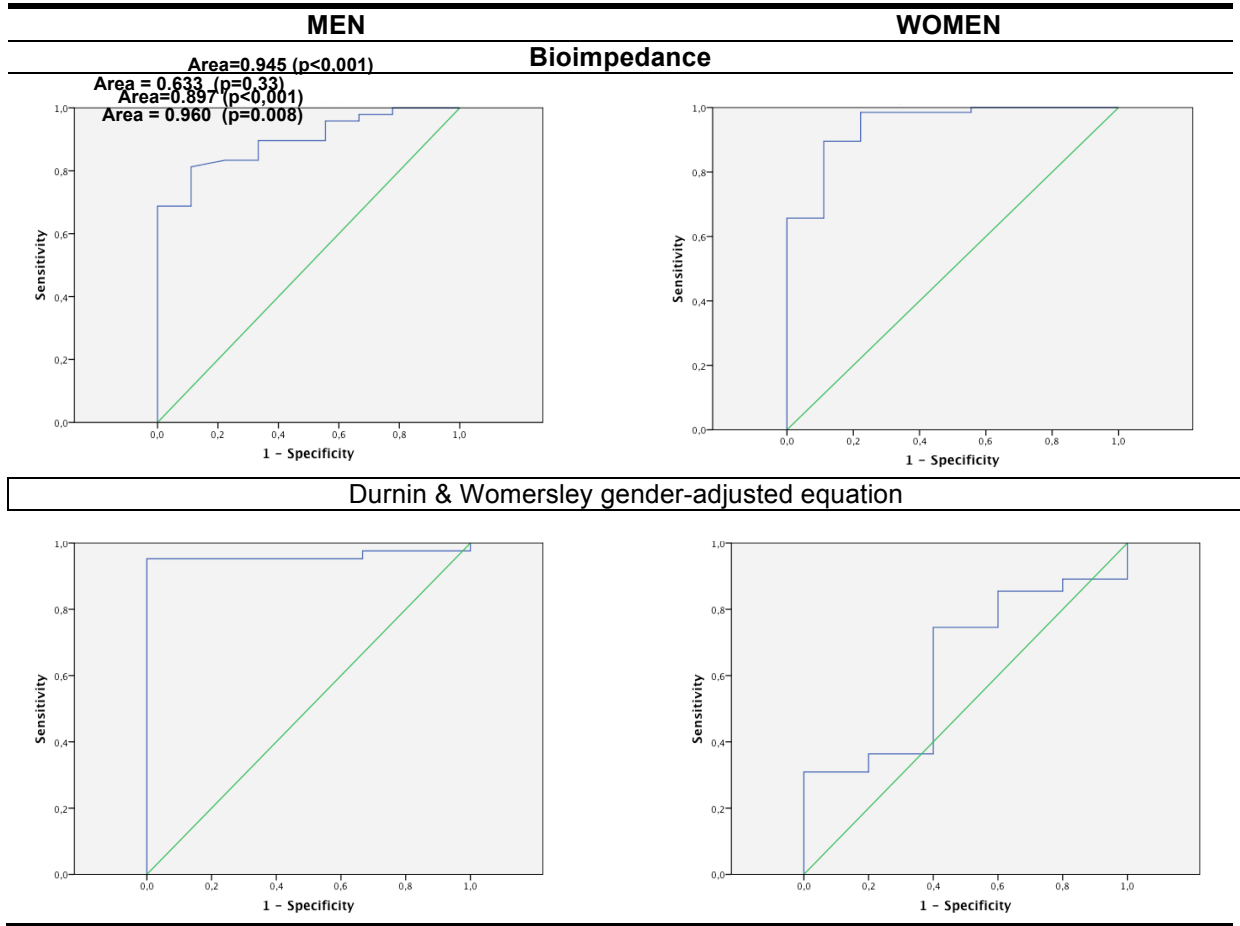 MEN WOMEN
Bioimpedance
Area=0.945 (p<0,001)
Area = 0.633 (p=0,33)
Area=0.897 (p<0,001)
Area = 0.960 (p=0.008)
1,0
0,8
0,6
0,4
0,2
0,0
0,0 0,2 0,4 0,6 0,8 1,0
Sensitivity
1 - Specificity
1,0
0,8
0,6
0,4
0,2
0,0
0,0 0,2 0,4 0,6 0,8 1,0
Sensitivity
1 - Specificity
Durnin & Womersley gender-adjusted equation
1,0
0,8
0,6
0,4
0,2
0,0
0,0 0,2 0,4 0,6 0,8 1,0
Sensitivity
1 - Specificity
1,0
0,8
0,6
0,4
0,2
0,0
0,0 0,2 0,4 0,6 0,8 1,0
Sensitivity
1 - Specificity